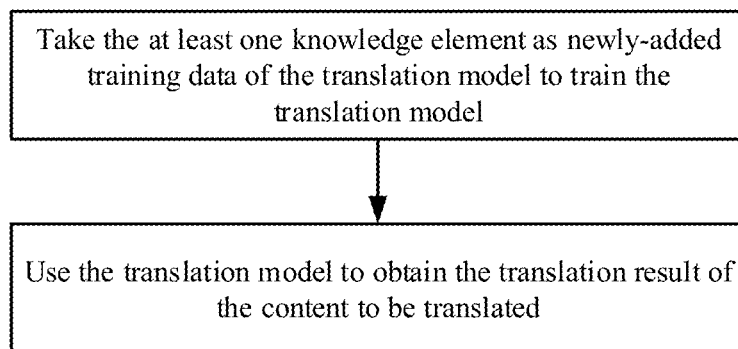 Take the at least one knowledge element as newly-added
training data of the translation model to train the
translation model
Use the translation model to obtain the translation result of
the content to be translated